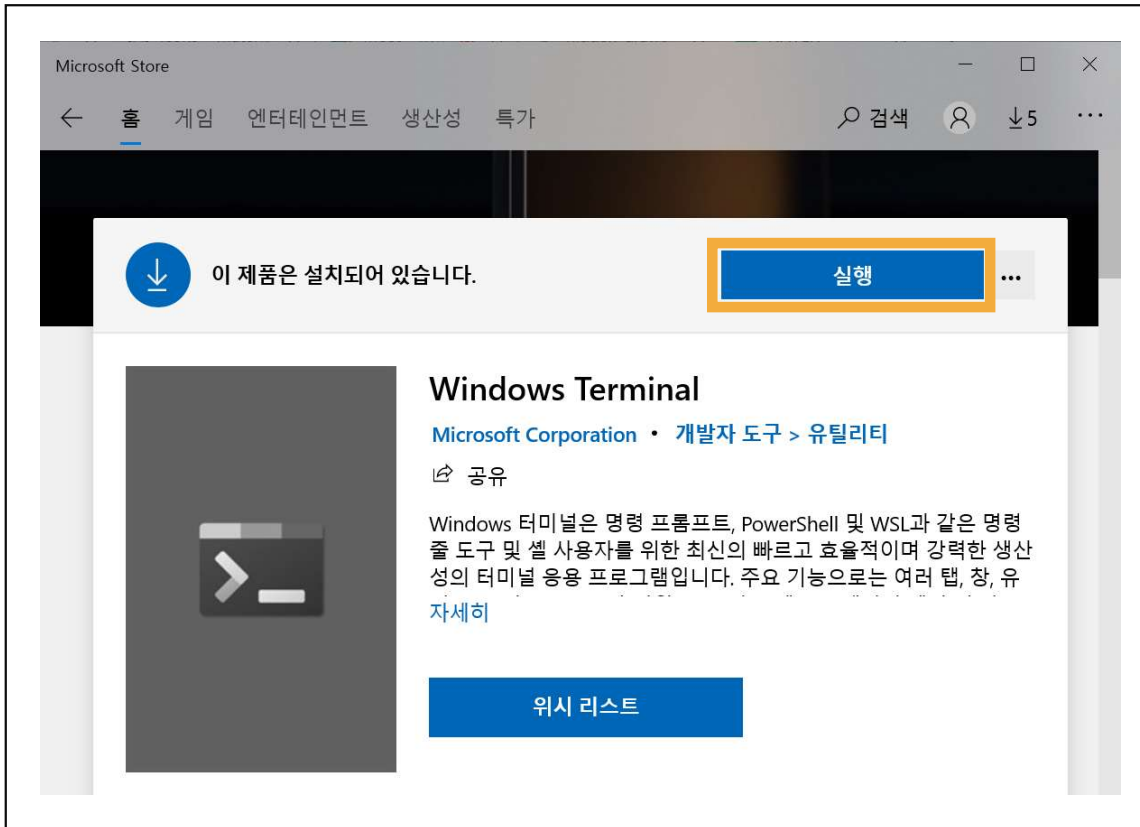 Microsoft Store
홈 게임 엔터테인먼트 생산성 특가 검색 5
이 제품은 설치되어 있습니다. 실행
Windows Terminal
Microsoft Corporation • 개발자 도구 > 유틸리티
공유
Windows 터미널은 명령 프롬프트, PowerShell 및 WSL과 같은 명령
줄 도구 및 셸 사용자를 위한 최신의 빠르고 효율적이며 강력한 생산
성의 터미널 응용 프로그램입니다. 주요 기능으로는 여러 탭, 창, 유
자세히
위시 리스트